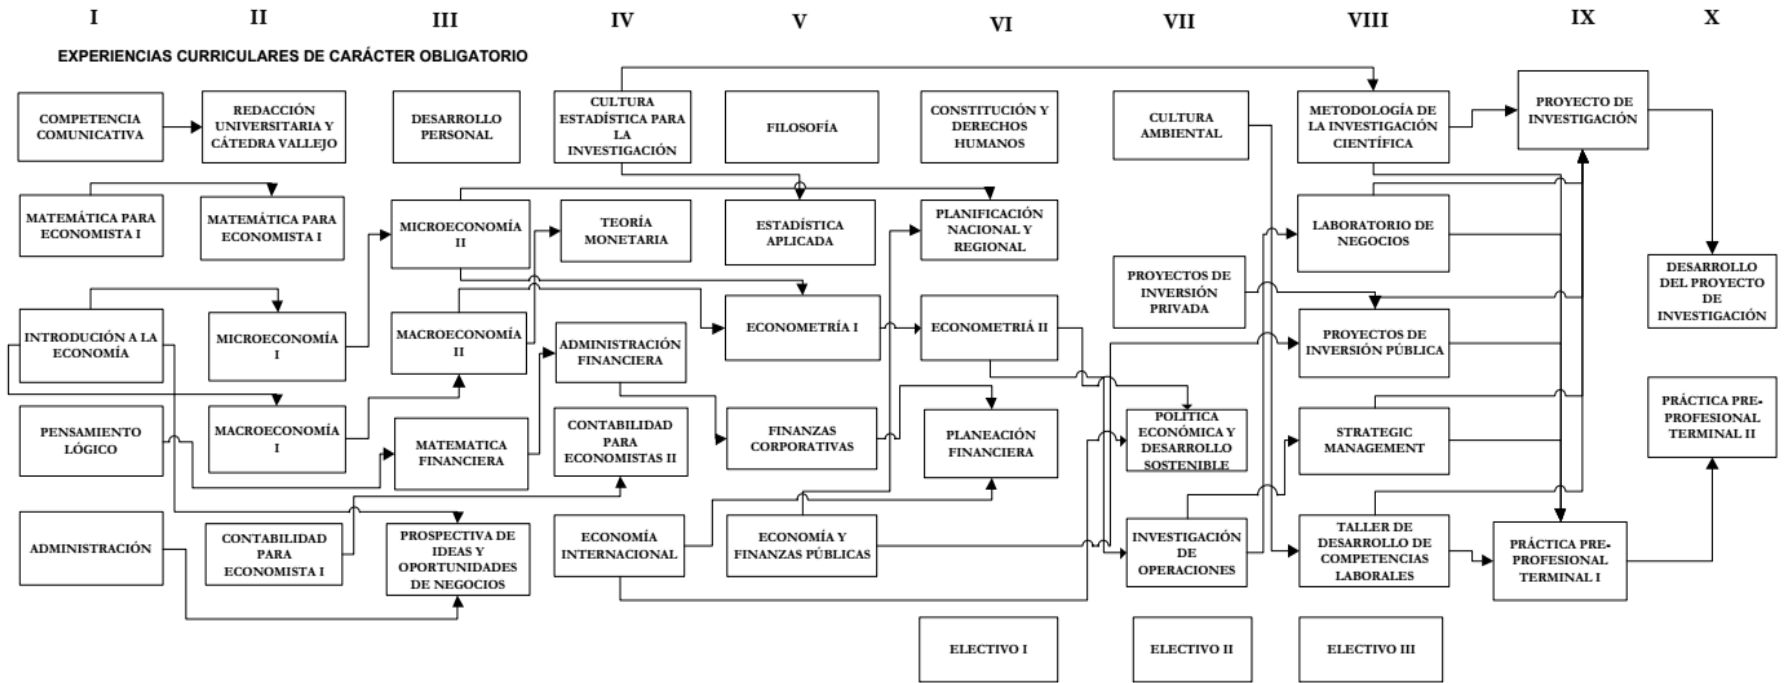 I II III IV V VI VII VIII IX X
EXPERIENCIAS CURRICULARES DE CARÁCTER OBLIGATORIO
COMPETENCIA
COMUNICATIVA
MATEMÁTICA PARA
ECONOMISTA I
INTRODUCIÓN A LA
ECONOMÍA
PENSAMIENTO
LÓGICO
ADMINISTRACIÓN
REDACCIÓN
UNIVERSITARIA Y
CÁTEDRA VALLEJO
MATEMÁTICA PARA
ECONOMISTA I
MICROECONOMÍA
I
MACROECONOMÍA
I
CONTABILIDAD
PARA
ECONOMISTA I
DESARROLLO
PERSONAL
MICROECONOMÍA
II
MACROECONOMÍA
II
MATEMATICA
FINANCIERA
PROSPECTIVA DE
IDEAS Y
OPORTUNIDADES
DE NEGOCIOS
CULTURA
ESTADÍSTICA PARA
LA
INVESTIGACIÓN
TEORÍA
MONETARIA
ADMINISTRACIÓN
FINANCIERA
CONTABILIDAD
PARA
ECONOMISTAS II
ECONOMÍA
INTERNACIONAL
FILOSOFÍA
ESTADÍSTICA
APLICADA
ECONOMETRÍA I
FINANZAS
CORPORATIVAS
ECONOMÍA Y
FINANZAS PÚBLICAS
CONSTITUCIÓN Y
DERECHOS
HUMANOS
PLANIFICACIÓN
NACIONAL Y
REGIONAL
ECONOMETRIÁ II
PLANEACIÓN
FINANCIERA
ELECTIVO I
CULTURA
AMBIENTAL
PROYECTOS DE
INVERSIÓN
PRIVADA
POLÍTICA
ECONÓMICA Y
DESARROLLO
SOSTENIBLE
INVESTIGACIÓN
DE
OPERACIONES
ELECTIVO II
METODOLOGÍA DE
LA INVESTIGACIÓN
CIENTÍFICA
LABORATORIO DE
NEGOCIOS
PROYECTOS DE
INVERSIÓN PÚBLICA
STRATEGIC
MANAGEMENT
TALLER DE
DESARROLLO DE
COMPETENCIAS
LABORALES
ELECTIVO III
PROYECTO DE
INVESTIGACIÓN
PRÁCTICA PRE-
PROFESIONAL
TERMINAL I
DESARROLLO
DEL PROYECTO
DE
INVESTIGACIÓN
PRÁCTICA PRE-
PROFESIONAL
TERMINAL II